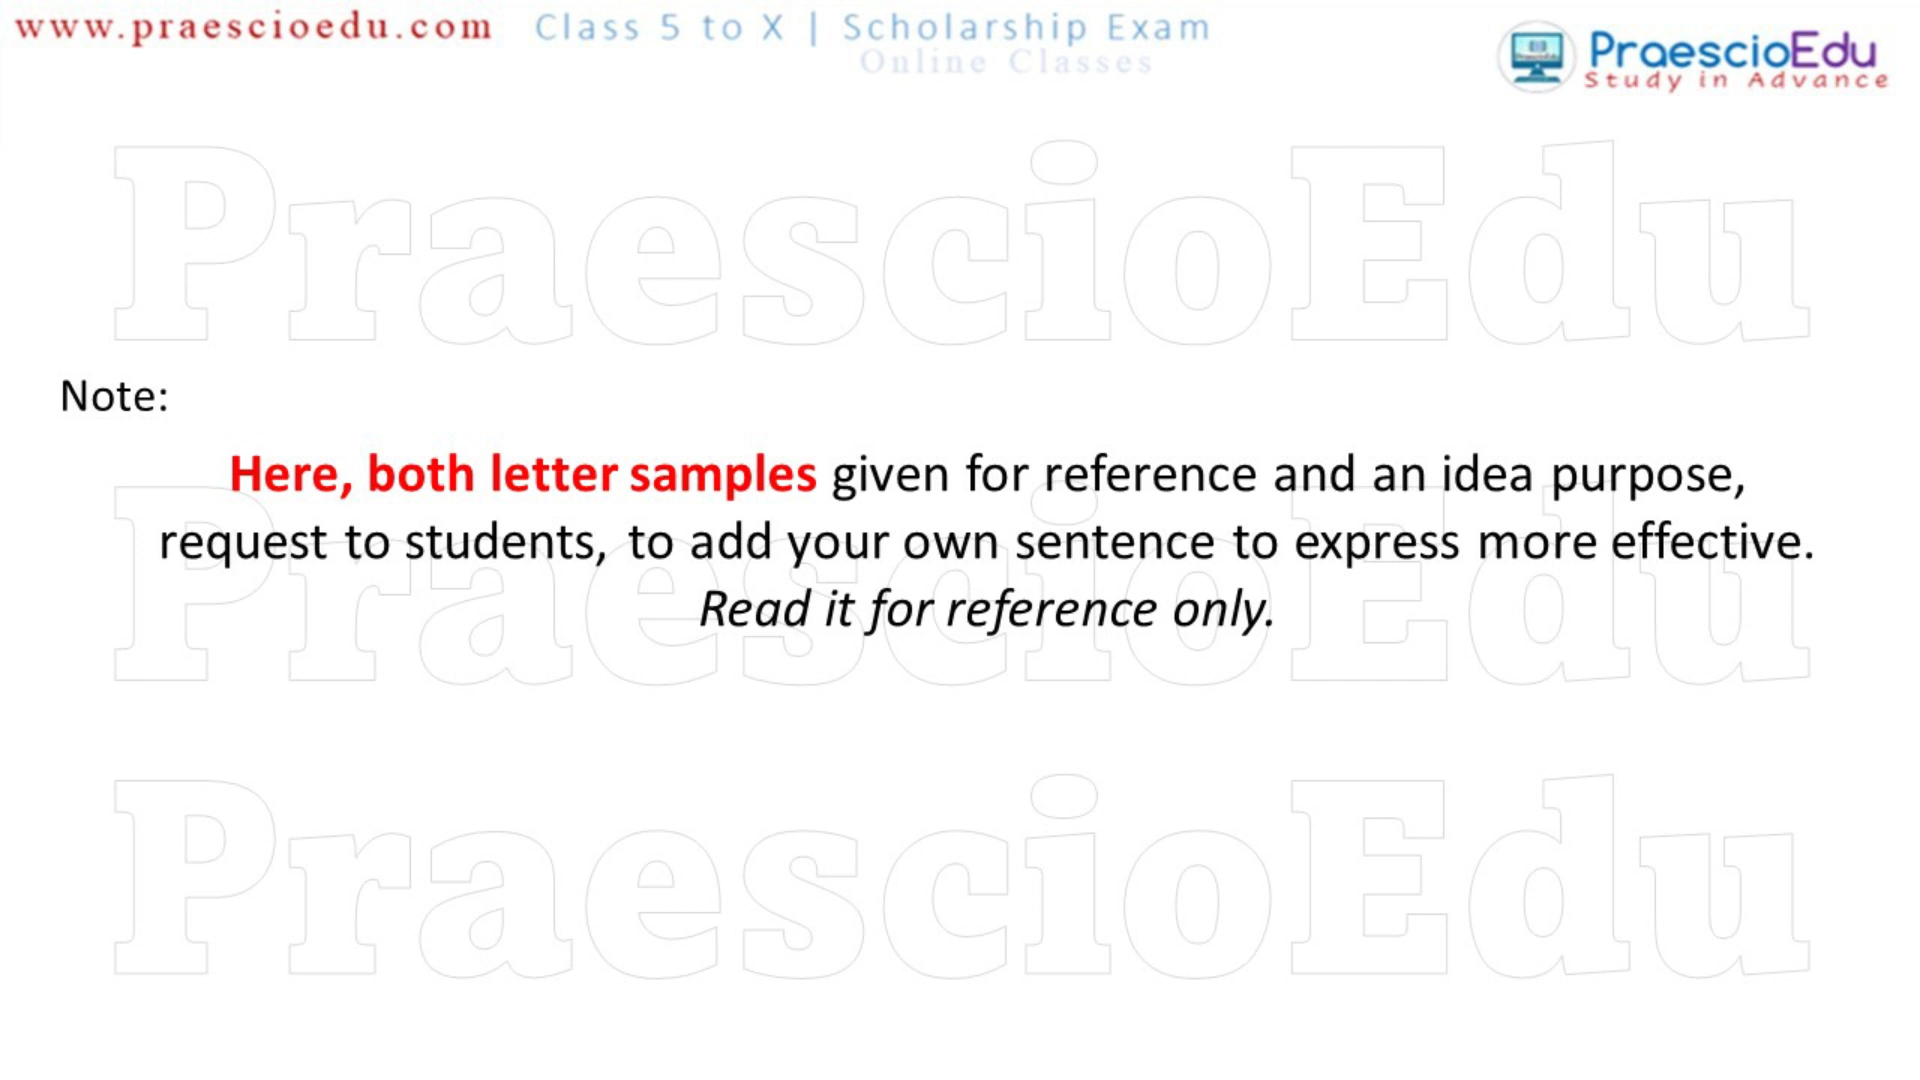 www.praescioedu.com Class 5 to X | Scholarship Exam
Online Classes
PraescioEdu
Study in Advance
PraescioEdu
Note:
Here, both letter samples given for reference and an idea purpose,
request to students, to add your own sentence to express more effective.
Read it for reference only.
PraescioEdu
PraescioEdu